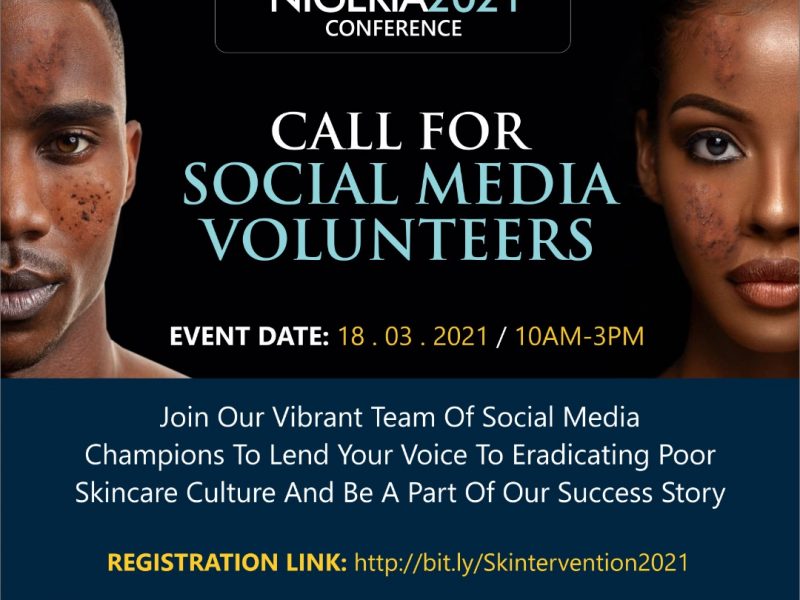 NIGERIA2021
CONFERENCE
CALL FOR
SOCIAL MEDIA
VOLUNTEERS
EVENT DATE: 18 . 03 . 2021 / 10AM-3PM
Join Our Vibrant Team Of Social Media
Champions To Lend Your Voice To Eradicating Poor
Skincare Culture And Be A Part Of Our Success Story
REGISTRATION LINK: http://bit.ly/Skintervention2021